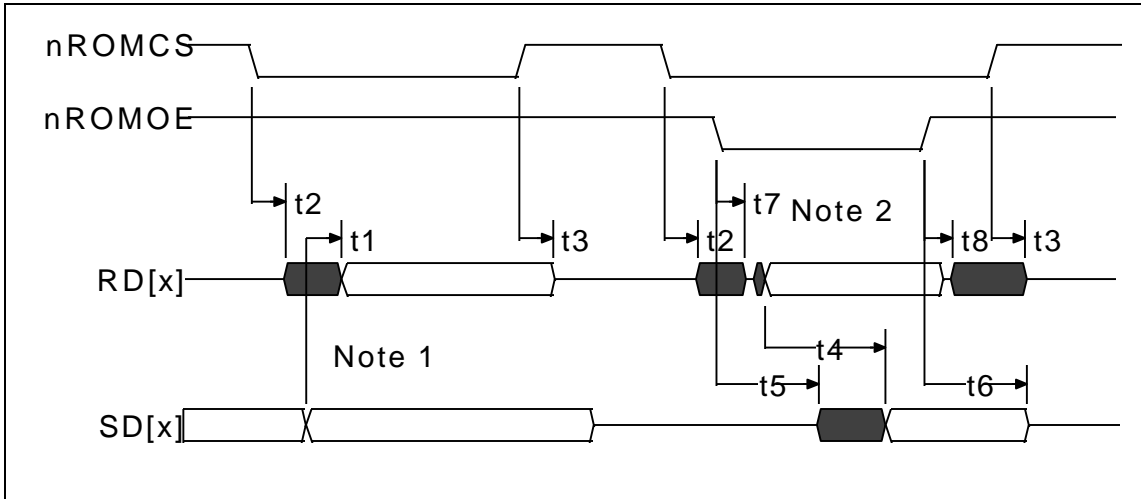 nROMCS
nROMOE
t2
t7
Note 2
t1
t3
t2
t8
t3
RD[x]
Note 1
t4
t5
t6
SD[x]